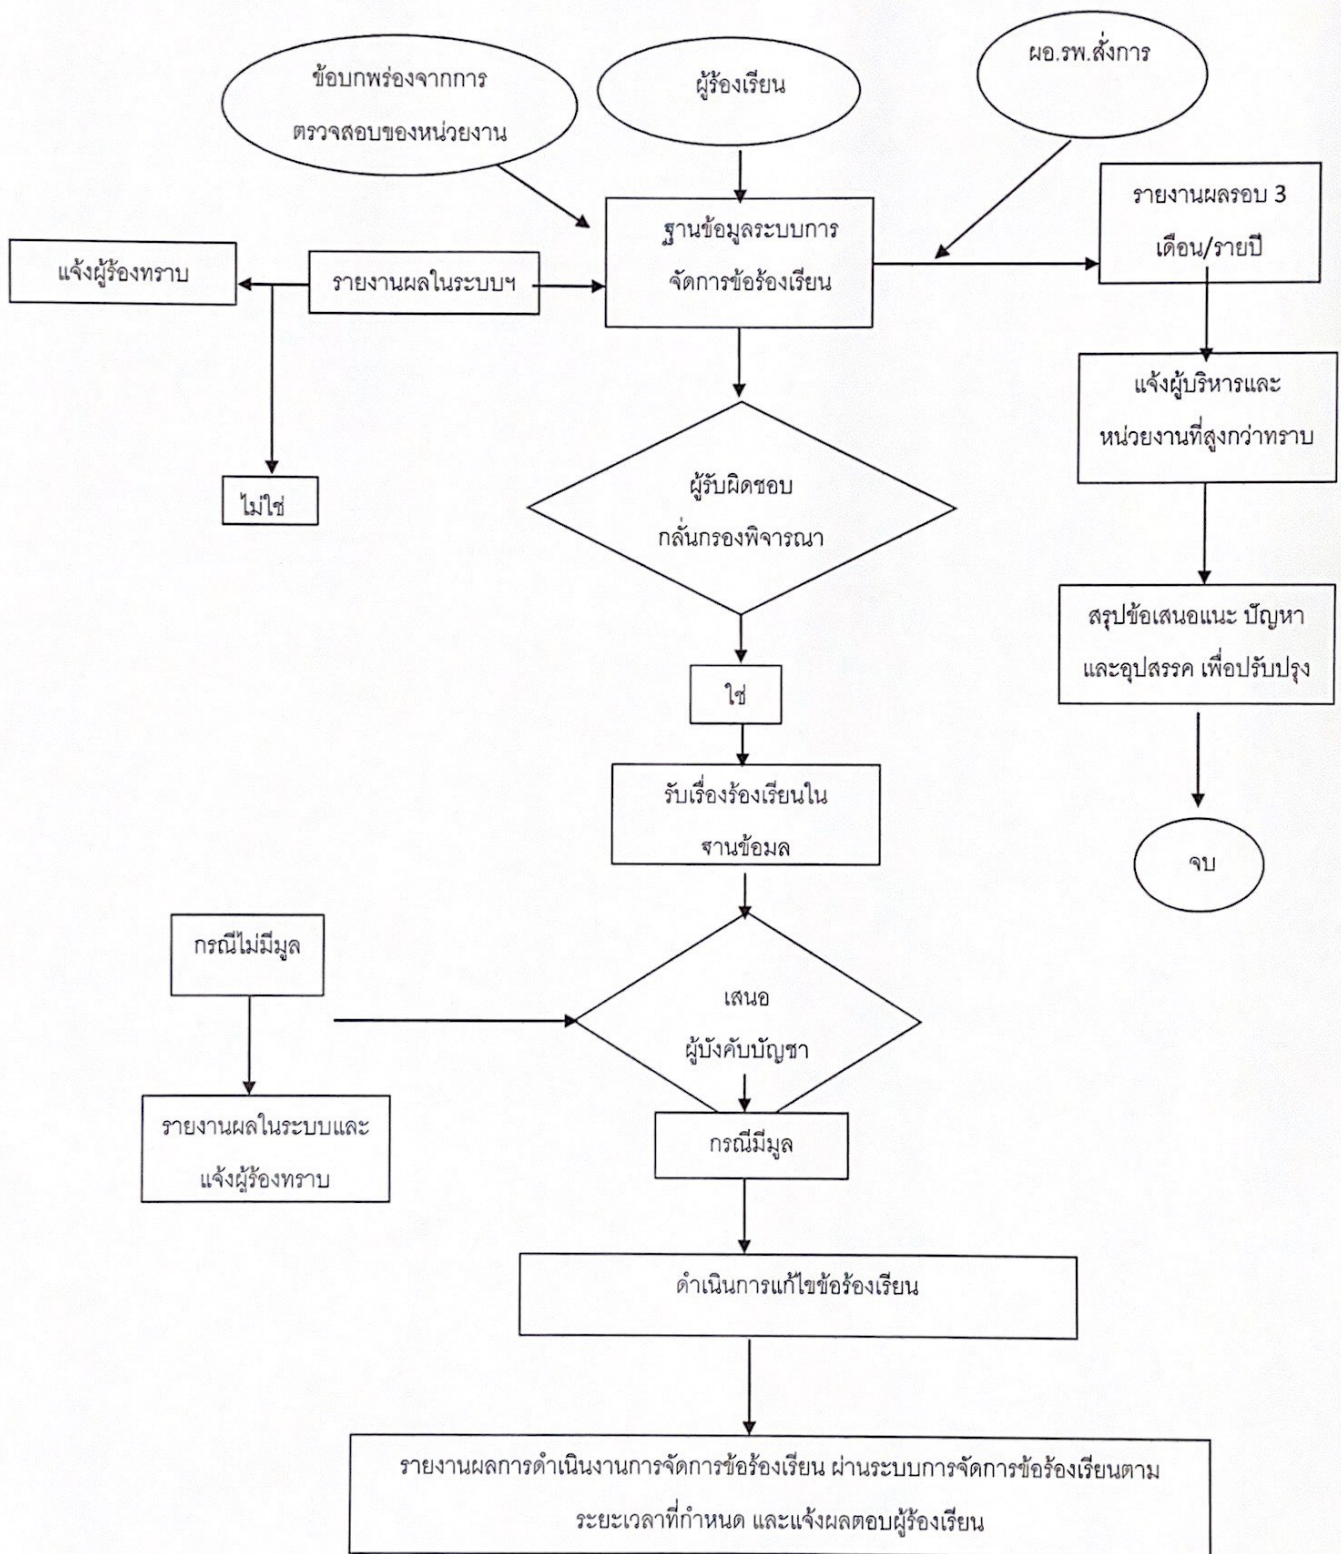 ข้อบกพร่องจากการ
ตรวจสอบของหน่วยงาน
ผู้ร้องเรียน
ผอ.รพ.สั่งการ
ฐานข้อมูลระบบการ
จัดการข้อร้องเรียน
รายงานผลรอบ 3
เดือน/รายปี
แจ้งผู้ร้องทราบ
รายงานผลในระบบฯ
แจ้งผู้บริหารและ
หน่วยงานที่สูงกว่าทราบ
ไม่ใช่
ผู้รับผิดชอบ
กลั่นกรองพิจารณา
สรุปข้อเสนอแนะ ปัญหา
และอุปสรรค เพื่อปรับปรุง
ใช่
รับเรื่องร้องเรียนใน
ฐานข้อมูล
จบ
กรณีไม่มีมูล
เสนอ
ผู้บังคับบัญชา
รายงานผลในระบบและ
แจ้งผู้ร้องทราบ
กรณีมีมูล
ดำเนินการแก้ไขข้อร้องเรียน
รายงานผลการดำเนินงานการจัดการข้อร้องเรียน ผ่านระบบการจัดการข้อร้องเรียนตาม
ระยะเวลาที่กำหนด และแจ้งผลตอบผู้ร้องเรียน